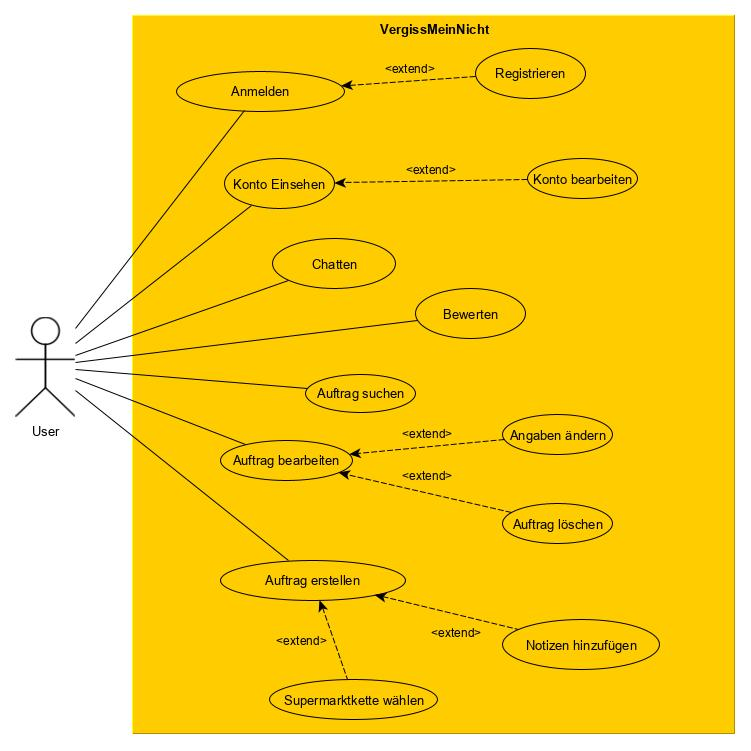 VergissMeinNicht
<extend>
Registrieren
Anmelden
<extend>
Konto Einsehen
Konto bearbeiten
Chatten
Bewerten
Auftrag suchen
User
<extend>
Angaben ändern
Auftrag bearbeiten
<extend>
Auftrag löschen
Auftrag erstellen
<extend>
<extend>
Notizen hinzufügen
Supermarktkette wählen